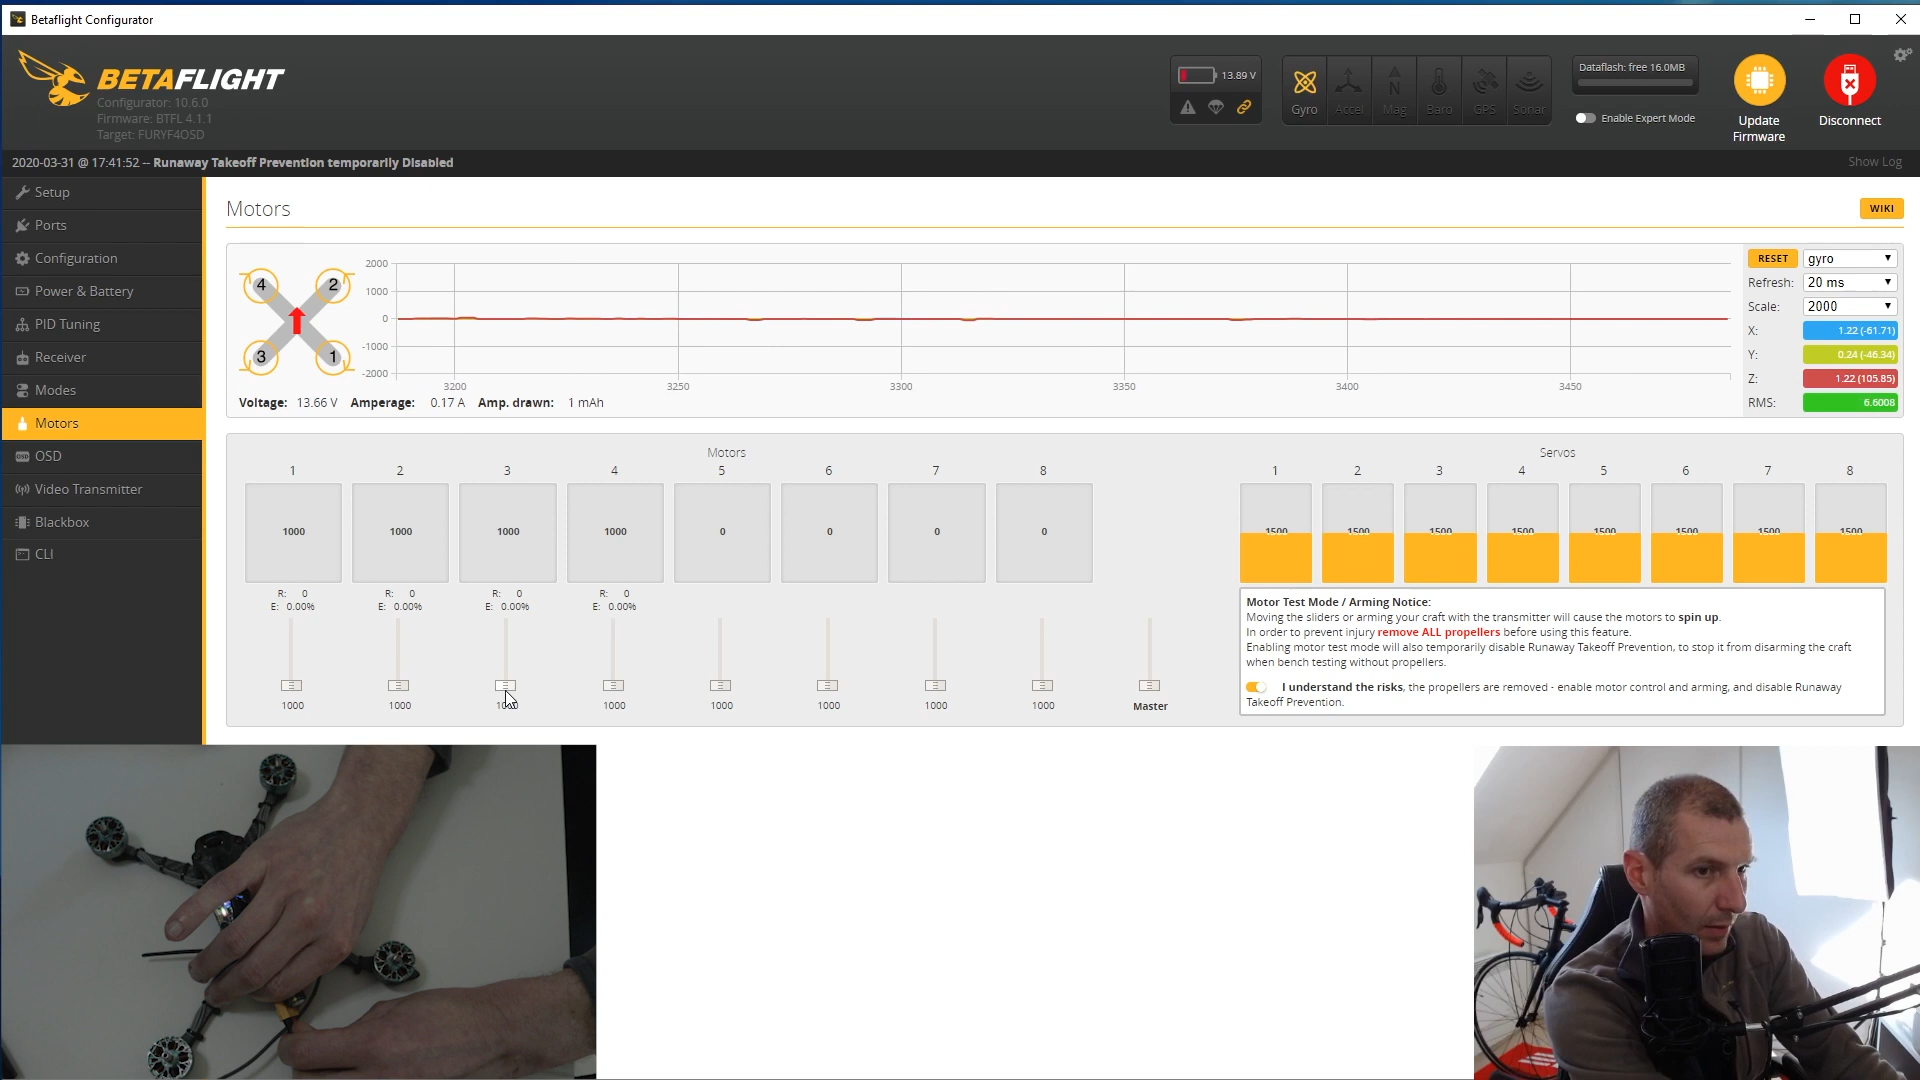 Betaflight Configurator
BETAFLIGHT
Configurator: 10.6.0
Firmware: BTFL 4.1.1
Target: FURYF4OSD
13.89 V
Gyro
Accel
Mag
Baro
GPS
Sonar
Dataflash: free 16.0MB
Enable Expert Mode
Update
Firmware
Disconnect
2020-03-31 @ 17:41:52 -- Runaway Takeoff Prevention temporarily Disabled
Show Log
Setup
Ports
Configuration
Power & Battery
PID Tuning
Receiver
Modes
Motors
OSD
Video Transmitter
Blackbox
CLI
Motors
WIKI
4 2
3 1
2000
1000
0
-1000
-2000
3200 3250 3300 3350 3400 3450
Voltage: 13.66 V Amperage: 0.17 A Amp. drawn: 1 mAh
RESET gyro
Refresh: 20 ms
Scale: 2000
X: 1.22 (-61.71)
Y: 0.24 (-46.34)
Z: 1.22 (105.85)
RMS: 6.6008
Motors
1 2 3 4 5 6 7 8
1000 1000 1000 1000 0 0 0 0
R: 0 R: 0 R: 0 R: 0
E: 0.00% E: 0.00% E: 0.00% E: 0.00%
1000 1000 1000 1000 1000 1000 1000 1000 Master
Servos
1 2 3 4 5 6 7 8
1500 1500 1500 1500 1500 1500 1500 1500
Motor Test Mode / Arming Notice:
Moving the sliders or arming your craft with the transmitter will cause the motors to spin up.
In order to prevent injury remove ALL propellers before using this feature.
Enabling motor test mode will also temporarily disable Runaway Takeoff Prevention, to stop it from disarming the craft
when bench testing without propellers.
I understand the risks, the propellers are removed - enable motor control and arming, and disable Runaway
Takeoff Prevention.